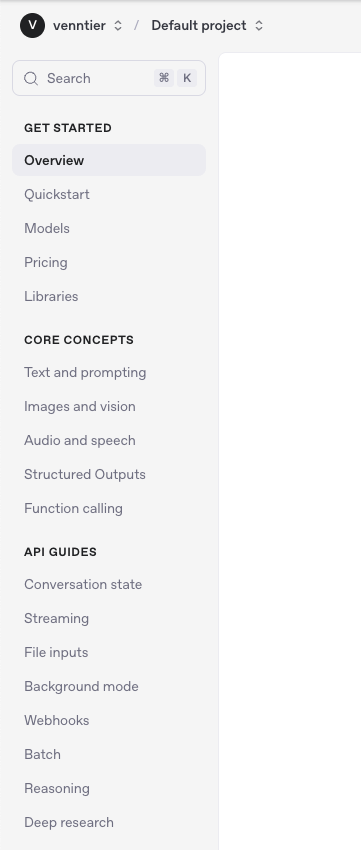 V venntier / Default project
Search ⌘ K
GET STARTED
Overview
Quickstart
Models
Pricing
Libraries
CORE CONCEPTS
Text and prompting
Images and vision
Audio and speech
Structured Outputs
Function calling
API GUIDES
Conversation state
Streaming
File inputs
Background mode
Webhooks
Batch
Reasoning
Deep research